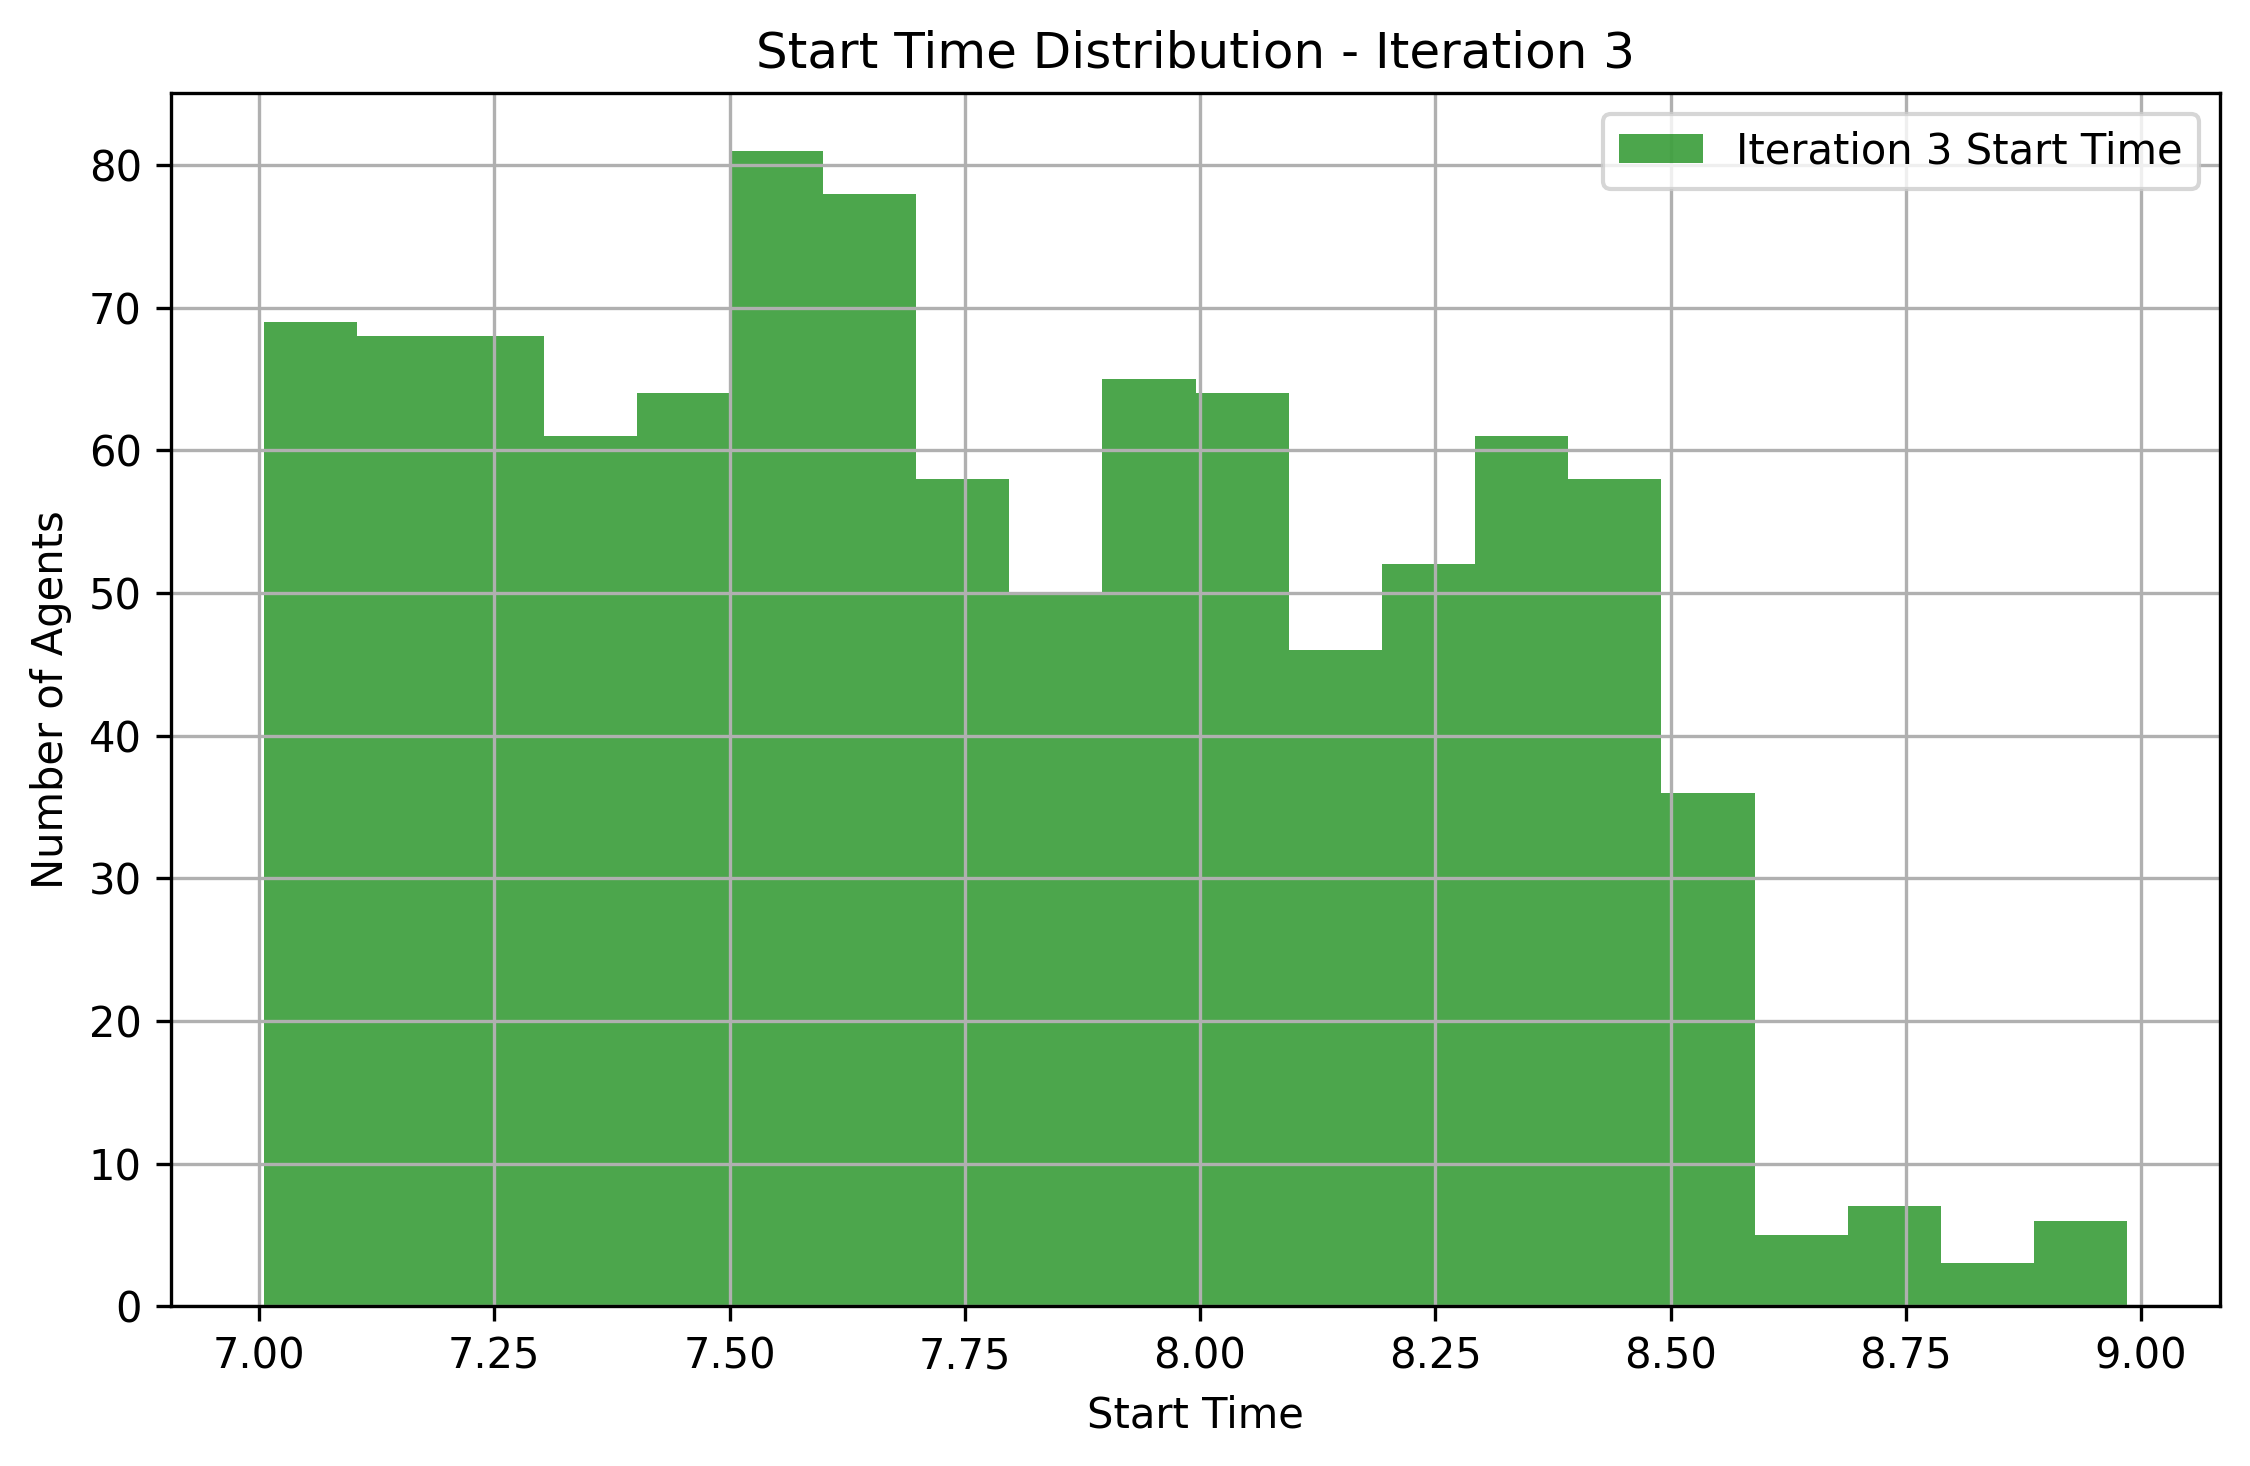 Start Time Distribution - Iteration 3
Iteration 3 Start Time
Number of Agents
80
70
60
50
40
30
20
10
0
7.00 7.25 7.50 7.75 8.00 8.25 8.50 8.75 9.00
Start Time